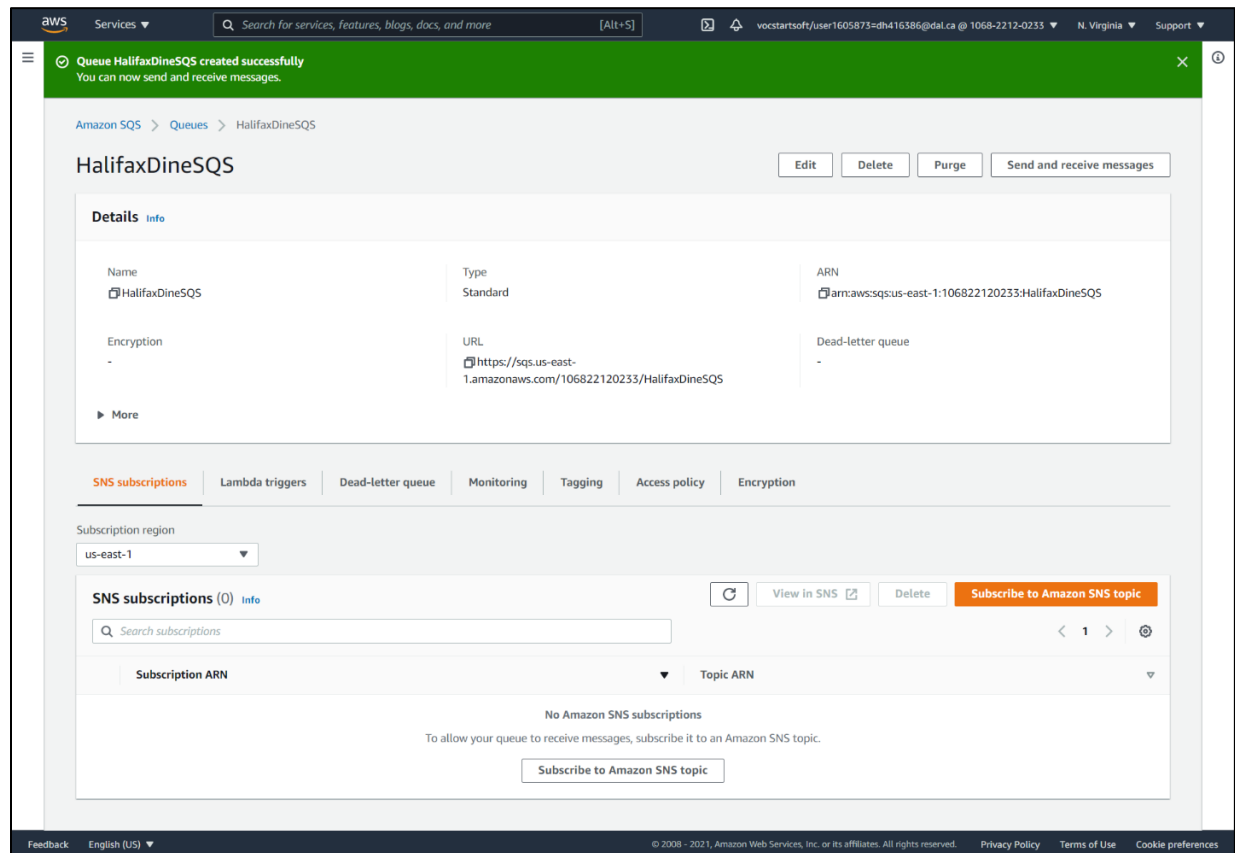 aws Services ▼ Search for services, features, blogs, docs, and more [Alt+S] vocstartsoft/user1605873=dh416386@dal.ca @ 1068-2212-0233 ▼ N. Virginia ▼ Support ▼
Queue HalifaxDineSQS created successfully
You can now send and receive messages.
Amazon SQS > Queues > HalifaxDineSQS
HalifaxDineSQS Edit Delete Purge Send and receive messages
Details Info
Name Type ARN
HalifaxDineSQS Standard arn:aws:sqs:us-east-1:106822120233:HalifaxDineSQS
Encryption URL Dead-letter queue
- https://sqs.us-east- -
1.amazonaws.com/106822120233/HalifaxDineSQS
▶ More
SNS subscriptions Lambda triggers Dead-letter queue Monitoring Tagging Access policy Encryption
Subscription region
us-east-1 ▼
SNS subscriptions (0) Info View in SNS Delete Subscribe to Amazon SNS topic
Search subscriptions < 1 >
Subscription ARN ▼ Topic ARN ▽
No Amazon SNS subscriptions
To allow your queue to receive messages, subscribe it to an Amazon SNS topic.
Subscribe to Amazon SNS topic
Feedback English (US) ▼ © 2008 - 2021, Amazon Web Services, Inc. or its affiliates. All rights reserved. Privacy Policy Terms of Use Cookie preferences